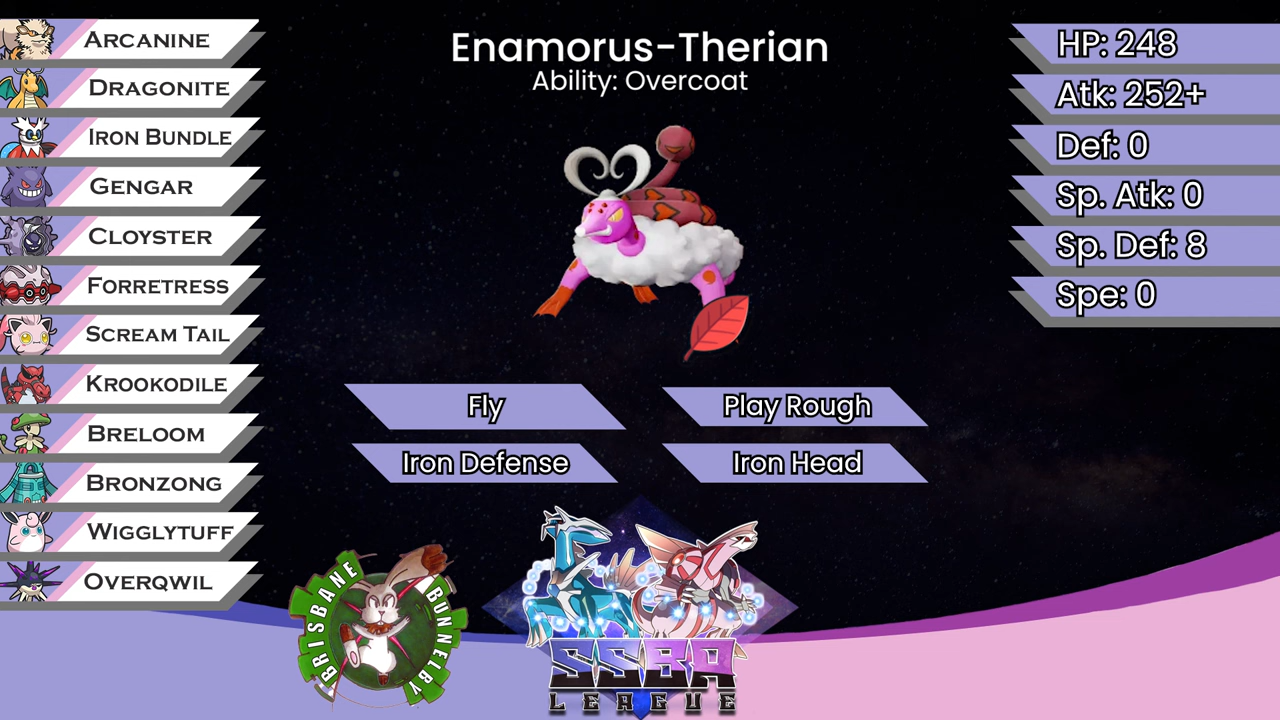 ARCANINE
DRAGONITE
IRON BUNDLE
GENGAR
CLOYSTER
FORRETRESS
SCREAM TAIL
KROOKODILE
BRELOOM
BRONZONG
WIGGLYTUFF
OVERQWIL
Enamorus-Therian
Ability: Overcoat
HP: 248
Atk: 252+
Def: 0
Sp. Atk: 0
Sp. Def: 8
Spe: 0
Fly
Play Rough
Iron Defense
Iron Head
BRISBANE
BUNNELBY
SSBA
LEAGUE